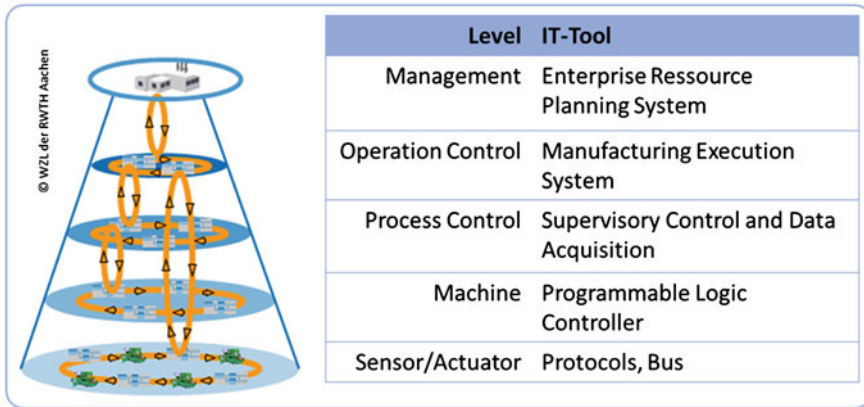 © WZL der RWTH Aachen
Level IT-Tool
Management Enterprise Ressource
Planning System
Operation Control Manufacturing Execution
System
Process Control Supervisory Control and Data
Acquisition
Machine Programmable Logic
Controller
Sensor/Actuator Protocols, Bus